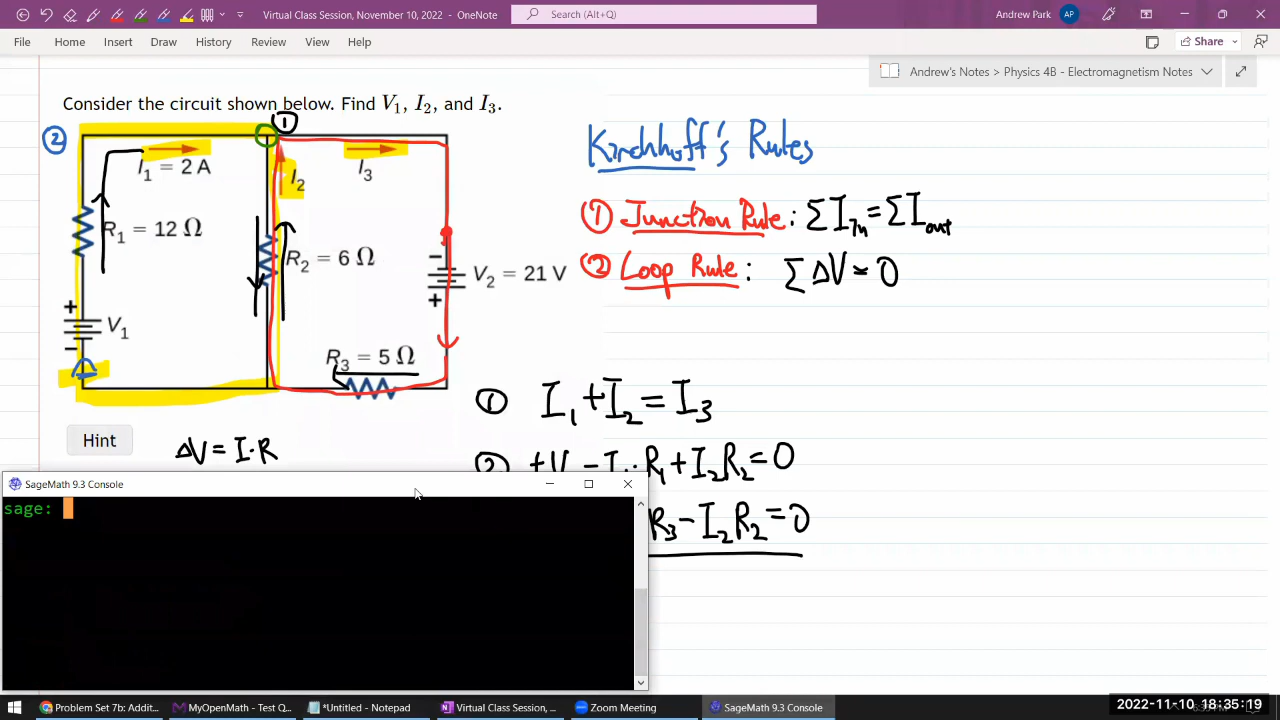 Virtual Class Session, November 10, 2022 - OneNote
Search (Alt+Q)
Andrew Park AP
File Home Insert Draw History Review View Help
Share
Andrew's Notes > Physics 4B - Electromagnetism Notes
Consider the circuit shown below. Find V₁, I₂, and I₃.
①
②
I₁ = 2 A
I₂
I₃
R₁ = 12 Ω
R₂ = 6 Ω
-
V₂ = 21 V
+
+
V₁
-
R₃ = 5 Ω
Hint
ΔV = I·R
Kirchhoff's Rules
① Junction Rule: ΣI_in = ΣI_out
② Loop Rule: ΣΔV = 0
① I₁ + I₂ = I₃
R₁ + I₂R₂ = 0
R₃ - I₂R₂ = 0
SageMath 9.3 Console
sage:
Problem Set 7b: Addit...
MyOpenMath - Test Q...
*Untitled - Notepad
Virtual Class Session, ...
Zoom Meeting
SageMath 9.3 Console
2022-11-10 18:35:19